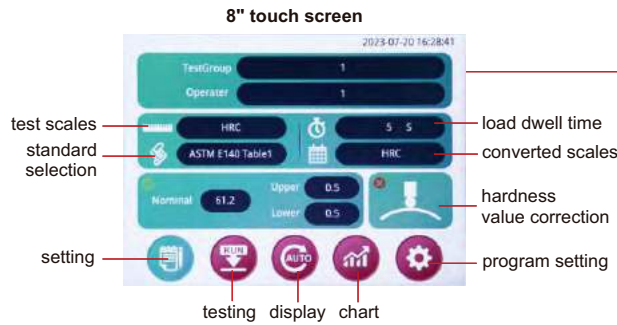 8" touch screen
2023-07-20 16:28:41
TestGroup 1
Operater 1
test scales HRC 5 S load dwell time
standard selection ASTM E140 Table1 HRC converted scales
Nominal 61.2 Upper 0.5
Lower 0.5
hardness
value correction
setting RUN AUTO program setting
testing display chart